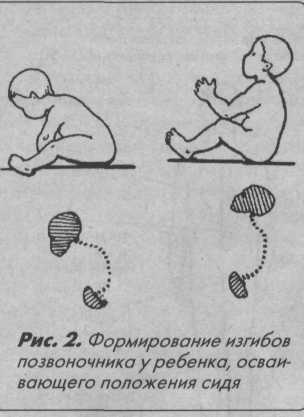 Рис. 2. Формирование изгибов
позвоночника у ребенка, осваи-
вающего положения сидя